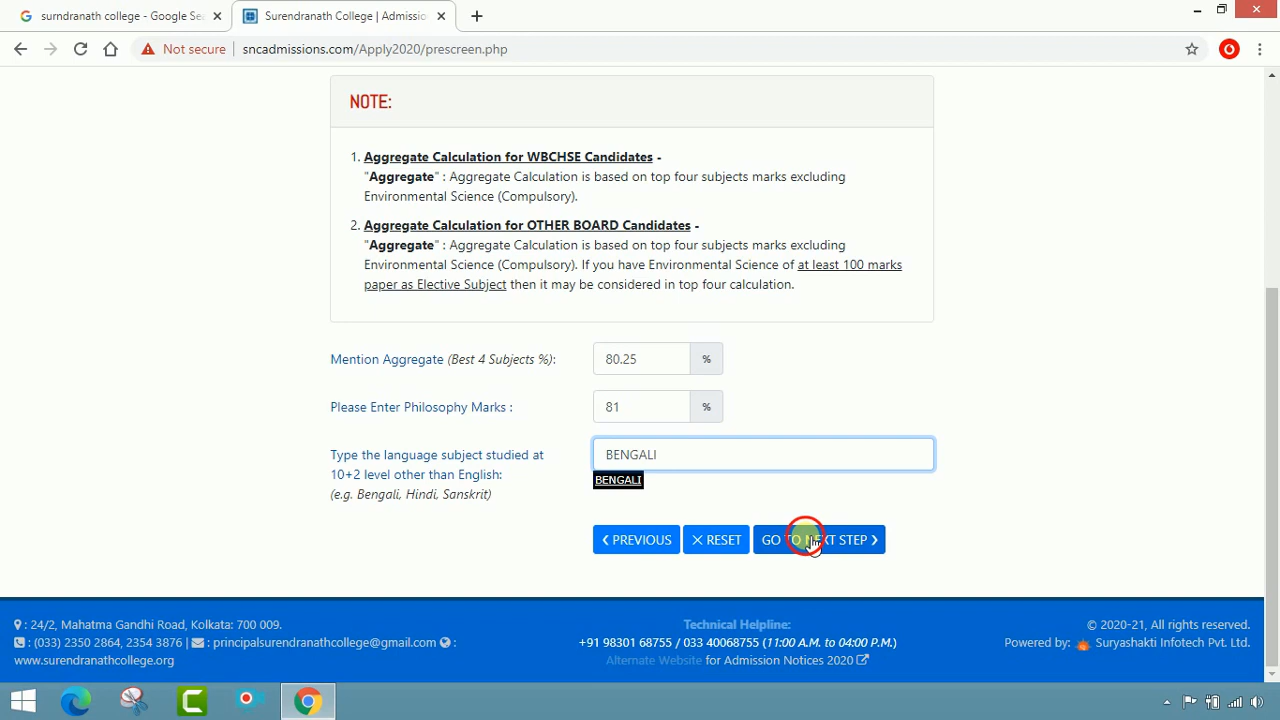 surndranath college - Google Se
Surendranath College | Admissio
Not secure
sncadmissions.com/Apply2020/prescreen.php
NOTE:
1. Aggregate Calculation for WBCHSE Candidates -
"Aggregate" : Aggregate Calculation is based on top four subjects marks excluding
Environmental Science (Compulsory).
2. Aggregate Calculation for OTHER BOARD Candidates -
"Aggregate" : Aggregate Calculation is based on top four subjects marks excluding
Environmental Science (Compulsory). If you have Environmental Science of at least 100 marks
paper as Elective Subject then it may be considered in top four calculation.
Mention Aggregate (Best 4 Subjects %): 80.25 %
Please Enter Philosophy Marks : 81 %
Type the language subject studied at
10+2 level other than English:
(e.g. Bengali, Hindi, Sanskrit)
BENGALI
BENGALI
PREVIOUS RESET GO TO NEXT STEP
: 24/2, Mahatma Gandhi Road, Kolkata: 700 009.
: (033) 2350 2864, 2354 3876 | : principalsurendranathcollege@gmail.com :
www.surendranathcollege.org
Technical Helpline:
+91 98301 68755 / 033 40068755 (11:00 A.M. to 04:00 P.M.)
Alternate Website for Admission Notices 2020
© 2020-21, All rights reserved.
Powered by: Suryashakti Infotech Pvt. Ltd.